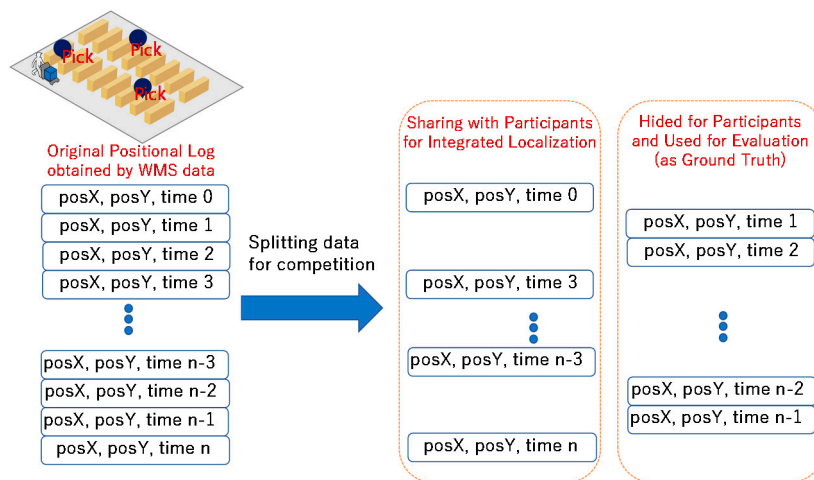 Pick
Pick
Pick
Original Positional Log
obtained by WMS data
posX, posY, time 0
posX, posY, time 1
posX, posY, time 2
posX, posY, time 3
posX, posY, time n-3
posX, posY, time n-2
posX, posY, time n-1
posX, posY, time n
Splitting data
for competition
Sharing with Participants
for Integrated Localization
posX, posY, time 0
posX, posY, time 3
posX, posY, time n-3
posX, posY, time n
Hided for Participants
and Used for Evaluation
(as Ground Truth)
posX, posY, time 1
posX, posY, time 2
posX, posY, time n-2
posX, posY, time n-1